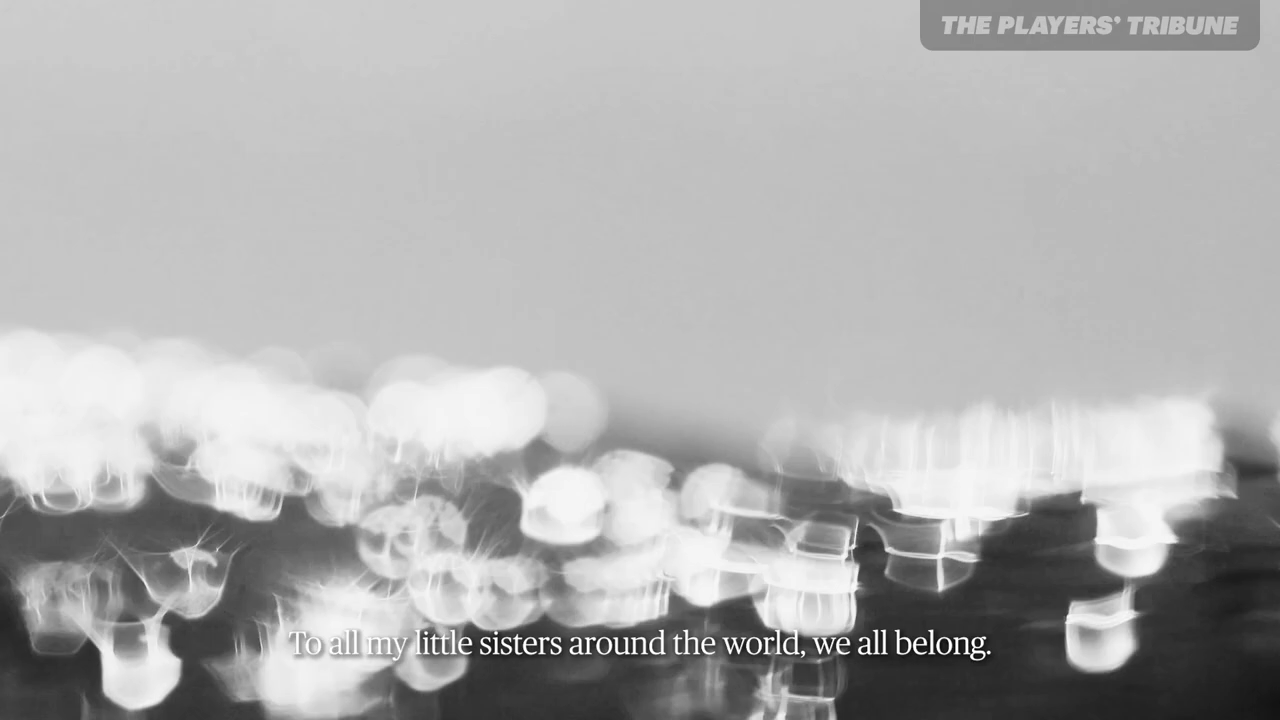 THE PLAYERS' TRIBUNE
To all my little sisters around the world, we all belong.